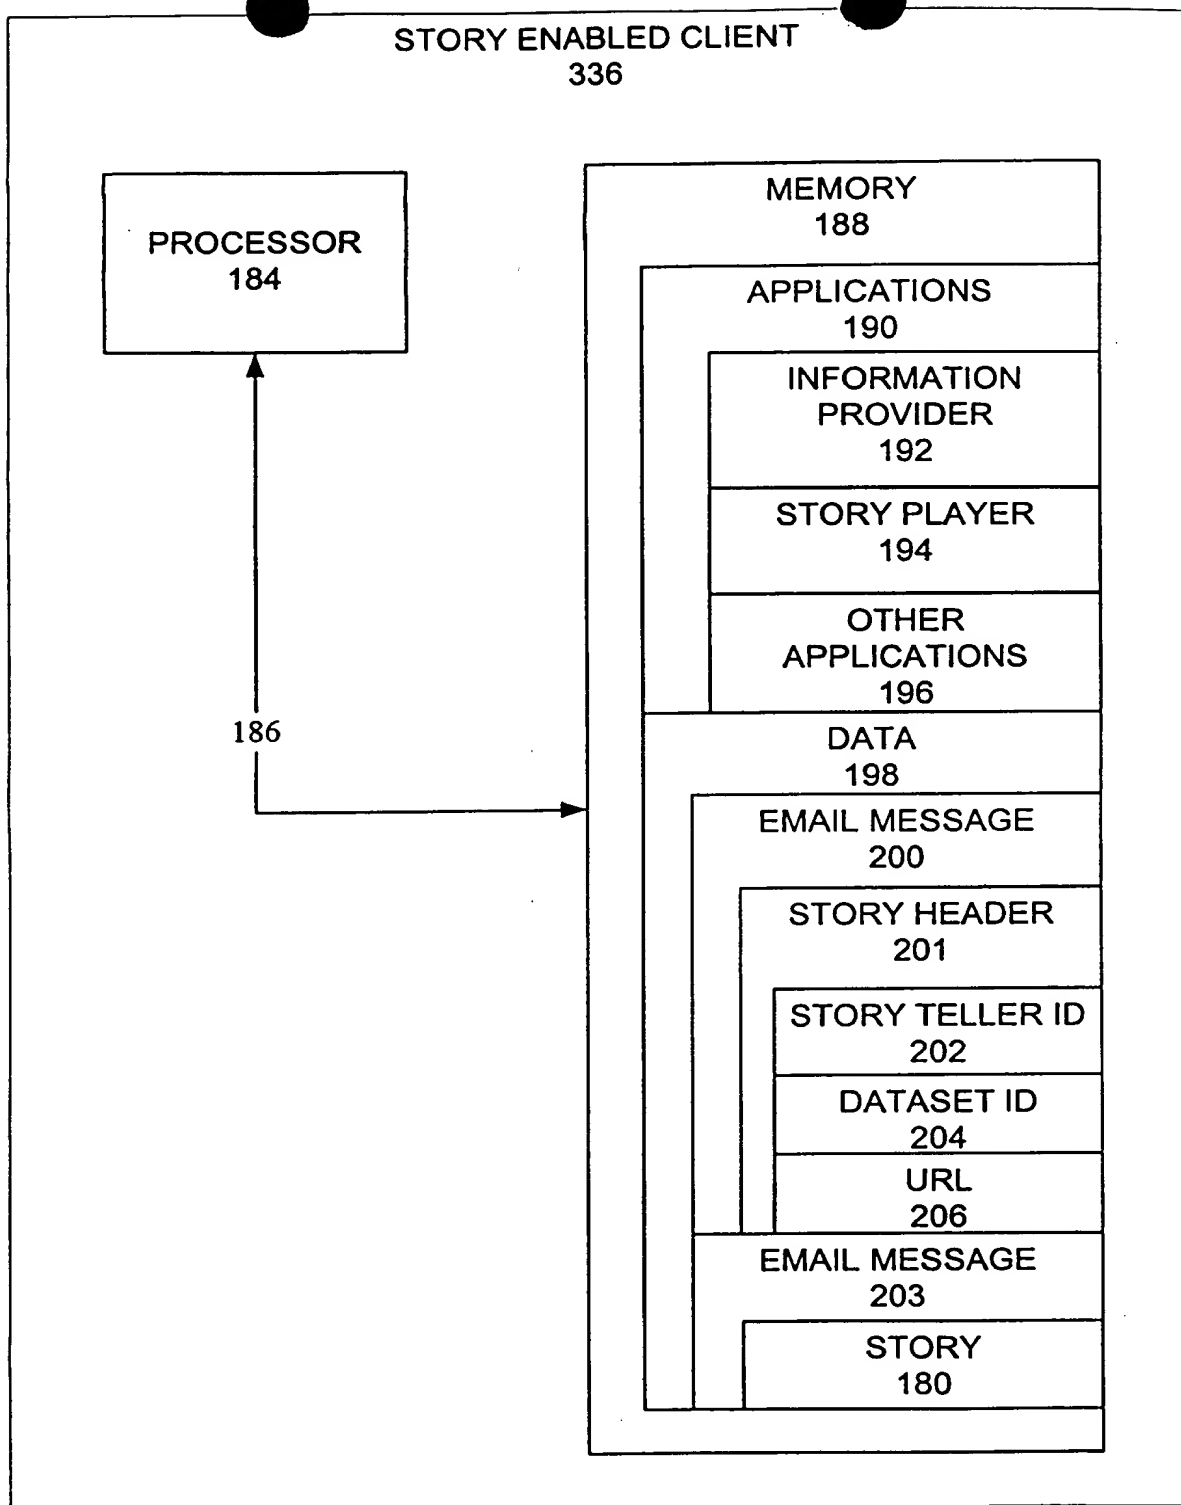 STORY ENABLED CLIENT
336
PROCESSOR
184
186
MEMORY
188
APPLICATIONS
190
INFORMATION
PROVIDER
192
STORY PLAYER
194
OTHER
APPLICATIONS
196
DATA
198
EMAIL MESSAGE
200
STORY HEADER
201
STORY TELLER ID
202
DATASET ID
204
URL
206
EMAIL MESSAGE
203
STORY
180